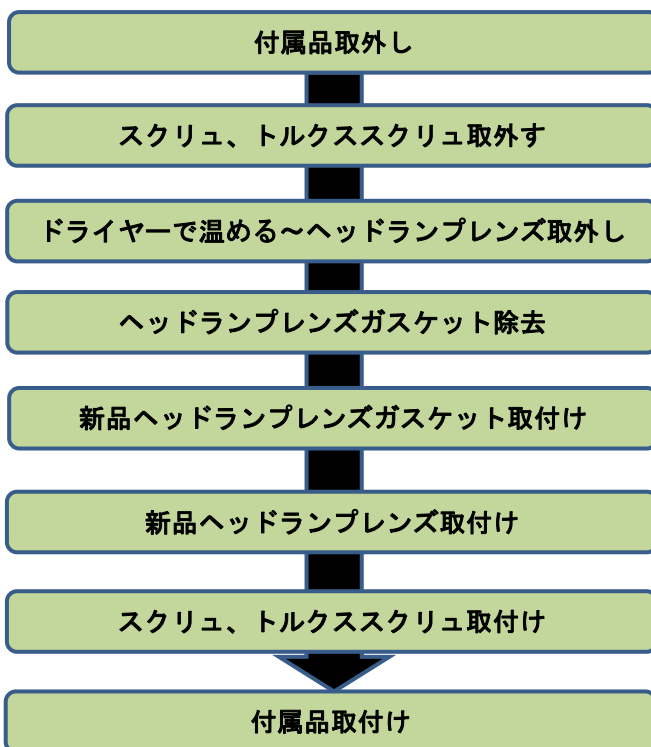 付属品取外し
スクリュ、トルクススクリュ取外す
ドライヤーで温める～ヘッドランプレンズ取外し
ヘッドランプレンズガスケット除去
新品ヘッドランプレンズガスケット取付け
新品ヘッドランプレンズ取付け
スクリュ、トルクススクリュ取付け
付属品取付け